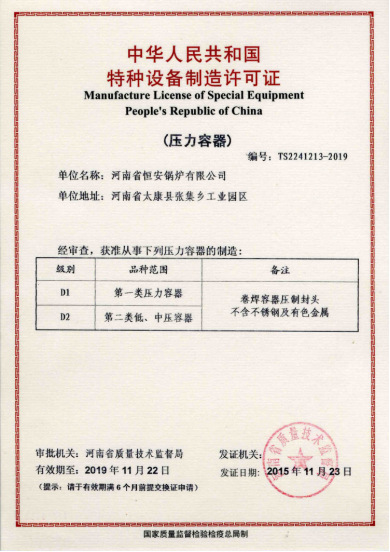 中华人民共和国
特种设备制造许可证
Manufacture License of Special Equipment
People's Republic of China
(压力容器)
编号：TS2241213-2019
单位名称：河南省恒安锅炉有限公司
单位地址：河南省太康县张集乡工业园区
经审查，获准从事下列压力容器的制造：
级别 品种范围 备注
D1 第一类压力容器
卷焊容器压制封头
不含不锈钢及有色金属
D2 第二类低、中压容器
审批机关：河南省质量技术监督局
发证机关：
有效期至：2019 年 11 月 22 日
发证日期：2015 年 11 月 23 日
(提示：请于有效期满 6 个月前提交换证申请)
河南省质量技术监督局
国家质量监督检验检疫总局制